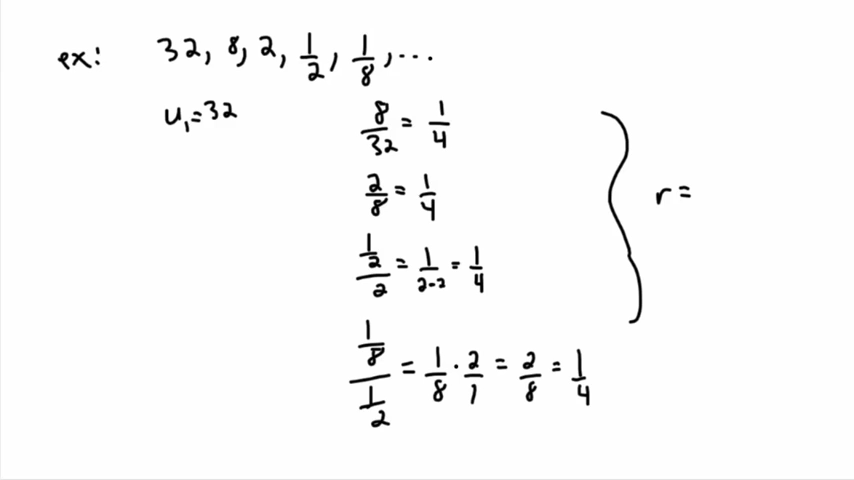 ex: 32, 8, 2, 1/2, 1/8, ...
u₁=32
8/32 = 1/4
2/8 = 1/4
r =
(1/2)/2 = 1/(2·2) = 1/4
(1/8)/(1/2) = 1/8 · 2/1 = 2/8 = 1/4